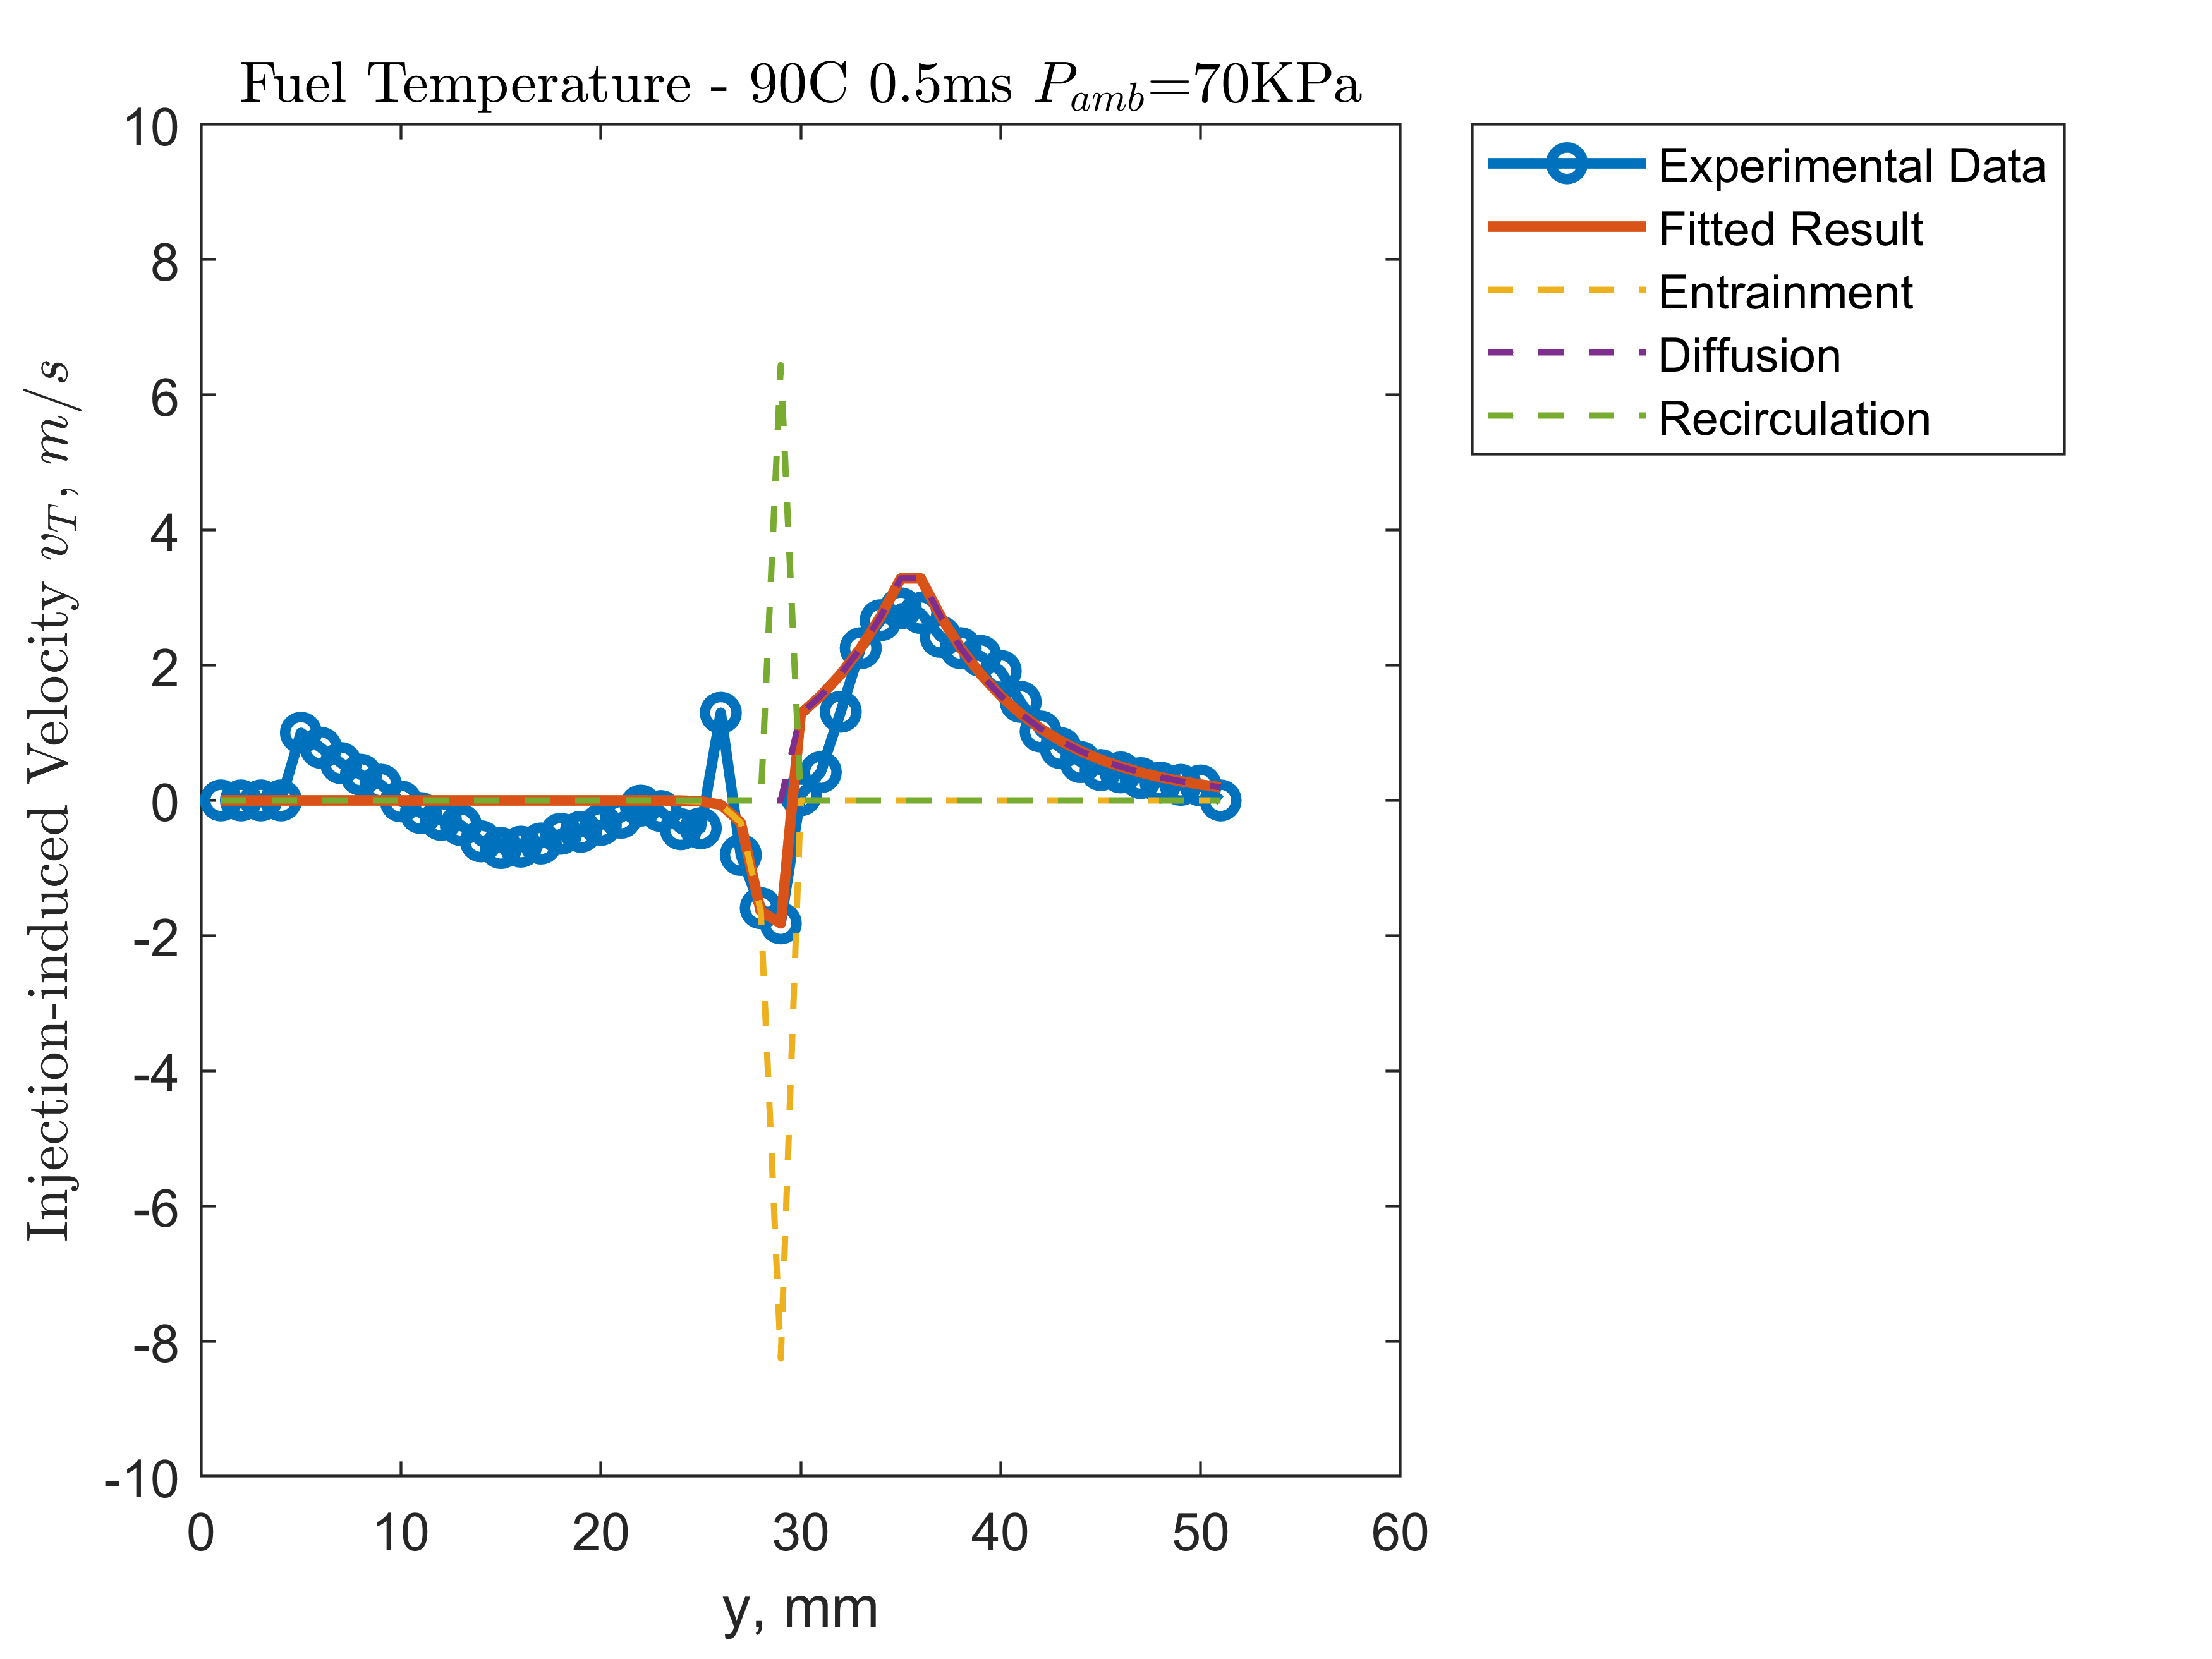 Fuel Temperature - 90C 0.5ms P_amb=70KPa
Experimental Data
Fitted Result
Entrainment
Diffusion
Recirculation
Injection-induced Velocity v_T, m/s
10
8
6
4
2
0
-2
-4
-6
-8
-10
0 10 20 30 40 50 60
y, mm